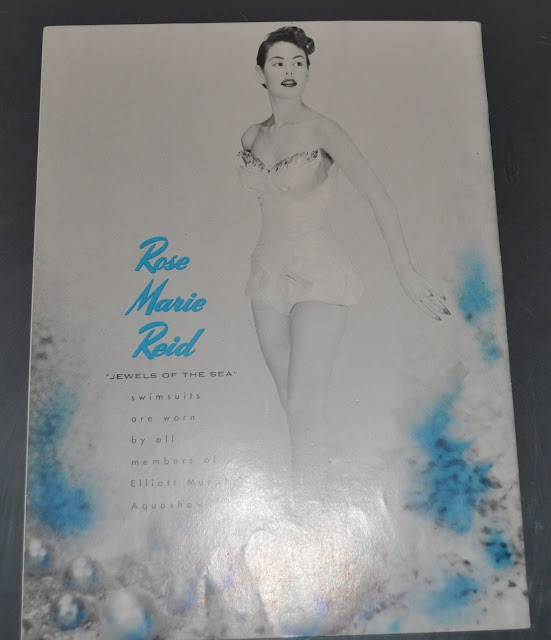 Rose
Marie
Reid
"JEWELS OF THE SEA"
swimsuits
are worn
by all
members of
Elliott
Aquashow